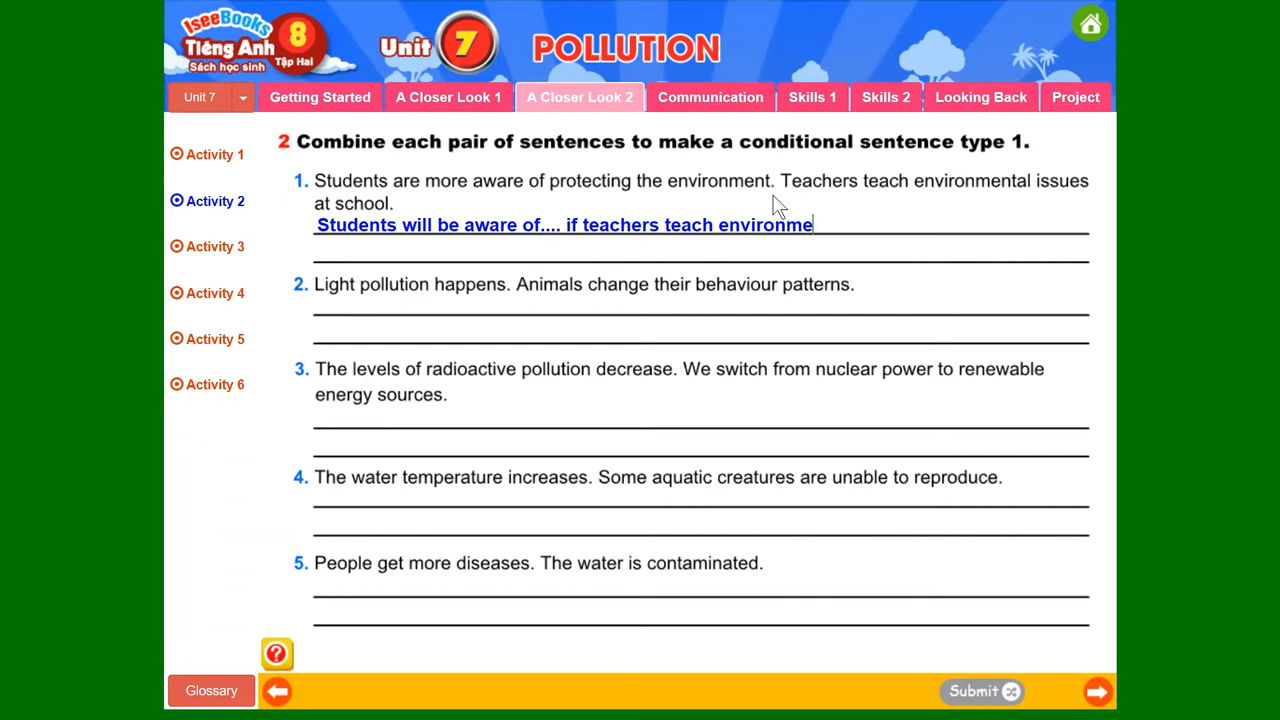 IseeBooks
Tiếng Anh 8
Tập Hai
Sách học sinh
Unit 7 POLLUTION
Unit 7 Getting Started A Closer Look 1 A Closer Look 2 Communication Skills 1 Skills 2 Looking Back Project
Activity 1
Activity 2
Activity 3
Activity 4
Activity 5
Activity 6
2 Combine each pair of sentences to make a conditional sentence type 1.
1. Students are more aware of protecting the environment. Teachers teach environmental issues
at school.
Students will be aware of.... if teachers teach environme
2. Light pollution happens. Animals change their behaviour patterns.
3. The levels of radioactive pollution decrease. We switch from nuclear power to renewable
energy sources.
4. The water temperature increases. Some aquatic creatures are unable to reproduce.
5. People get more diseases. The water is contaminated.
?
Glossary
Submit